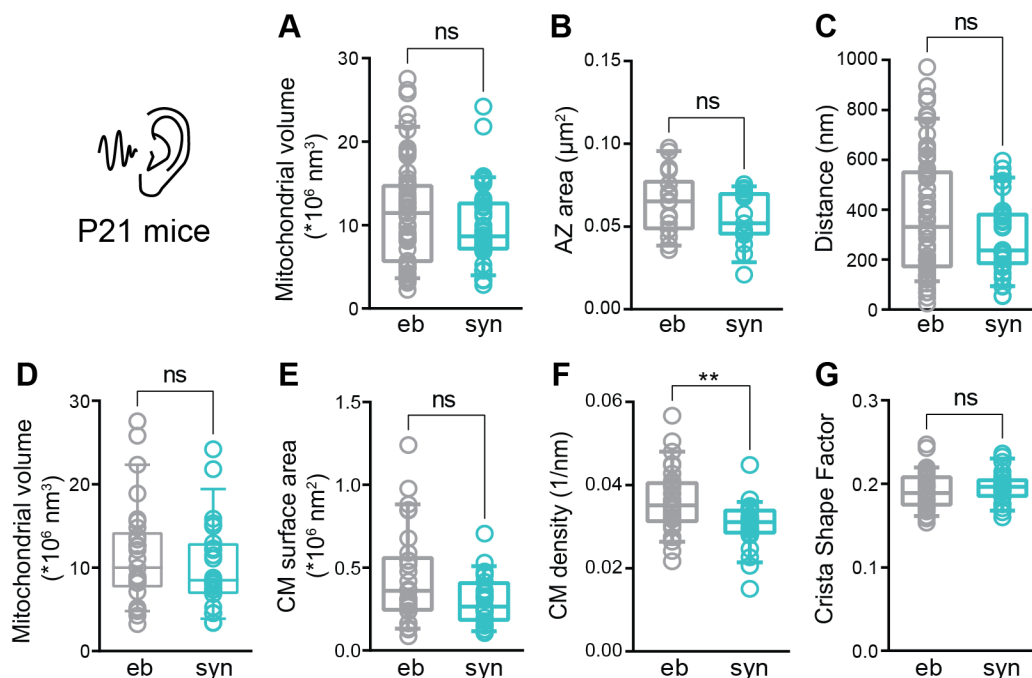 P21 mice
A
ns
Mitochondrial volume
(*10⁶ nm³)
30
20
10
0
eb syn
B
ns
AZ area (µm²)
0.15
0.10
0.05
0.00
eb syn
C
ns
Distance (nm)
1000
800
600
400
200
0
eb syn
D
ns
Mitochondrial volume
(*10⁶ nm³)
30
20
10
0
eb syn
E
ns
CM surface area
(*10⁶ nm²)
1.5
1.0
0.5
0.0
eb syn
F
**
CM density (1/nm)
0.06
0.04
0.02
0.00
eb syn
G
ns
Crista Shape Factor
0.3
0.2
0.1
0.0
eb syn